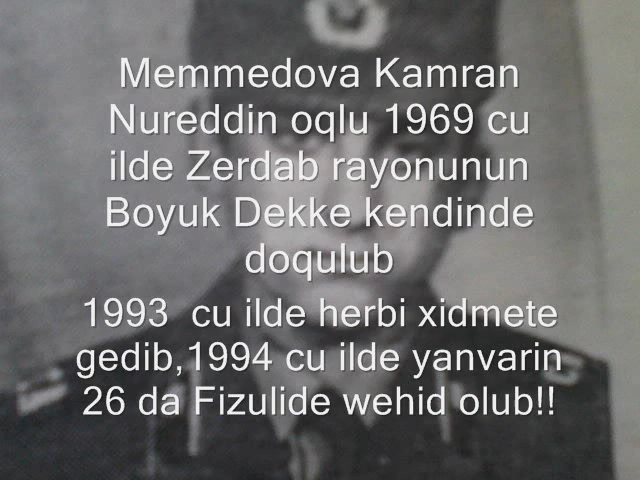 Memmedova Kamran
Nureddin oqlu 1969 cu
ilde Zerdab rayonunun
Boyuk Dekke kendinde
doqulub
1993  cu ilde herbi xidmete
gedib,1994 cu ilde yanvarin
26 da Fizulide wehid olub!!